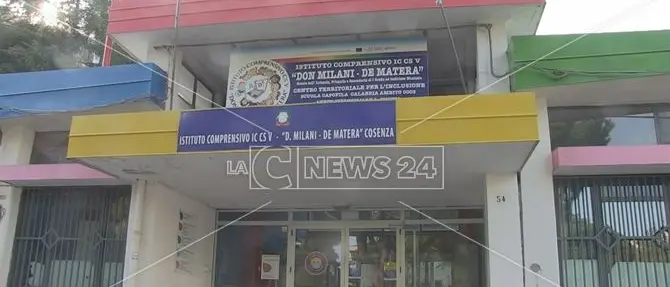 ISTITUTO COMPRENSIVO IC CS V
"DON MILANI - DE MATERA"
CENTRO TERRITORIALE PER L'INCLUSIONE
SCUOLA CAPOFILA CALABRIA AMBITO 0003
ISTITUTO COMPRENSIVO IC CS V - "D. MILANI - DE MATERA" COSENZA
LA C NEWS 24
54